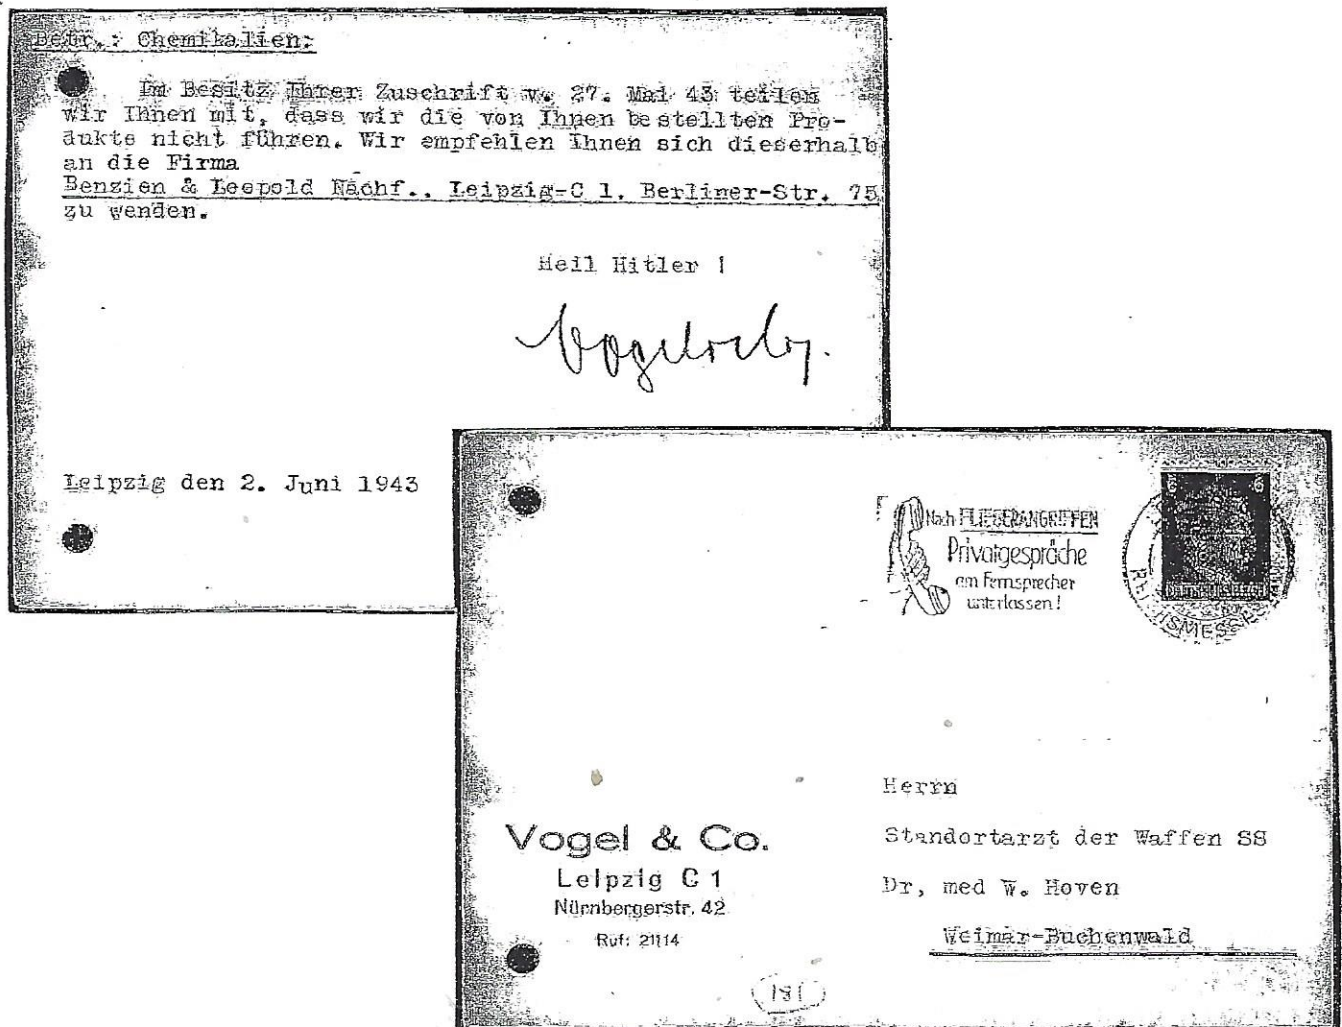 Betr.: Chemikalien:
Im Besitz Ihrer Zuschrift v. 27. Mai 43 teilen
wir Ihnen mit, dass wir die von Ihnen bestellten Pro-
dukte nicht führen. Wir empfehlen Ihnen sich dieserhalb
an die Firma
Benzien & Leopold Nachf., Leipzig-C 1, Berliner-Str. 75
zu wenden.
Heil Hitler !
Leipzig den 2. Juni 1943
Nach FLIEGERANGRIFFEN
Privatgespräche
am Fernsprecher
unterlassen!
6 6
Vogel & Co.
Leipzig C 1
Nürnbergerstr. 42
Ruf: 21114
Herrn
Standortarzt der Waffen SS
Dr, med W. Hoven
Weimar-Buchenwald
181